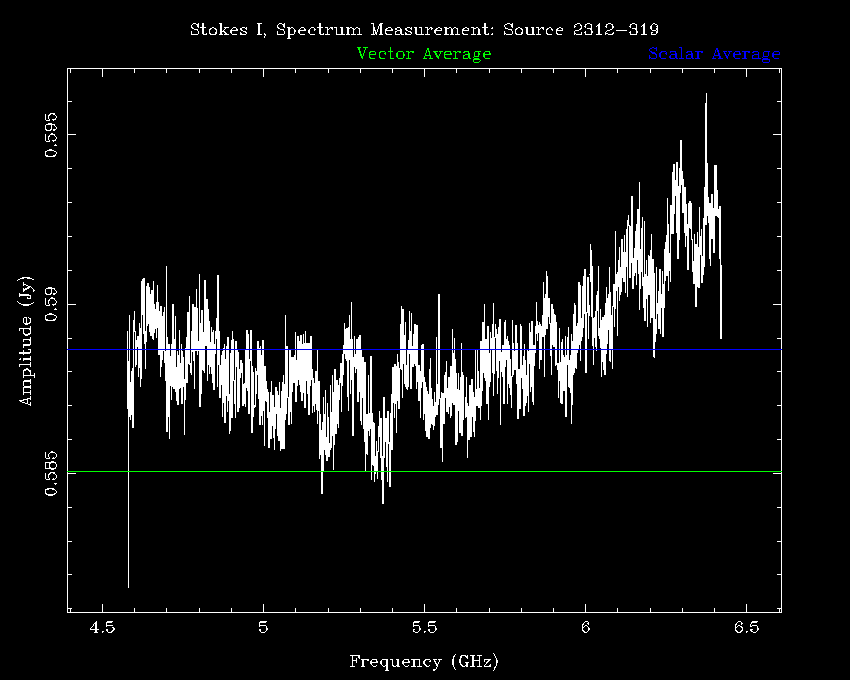 Stokes I, Spectrum Measurement: Source 2312−319
Vector Average Scalar Average
0.595
0.59
0.585
Amplitude (Jy)
4.5 5 5.5 6 6.5
Frequency (GHz)